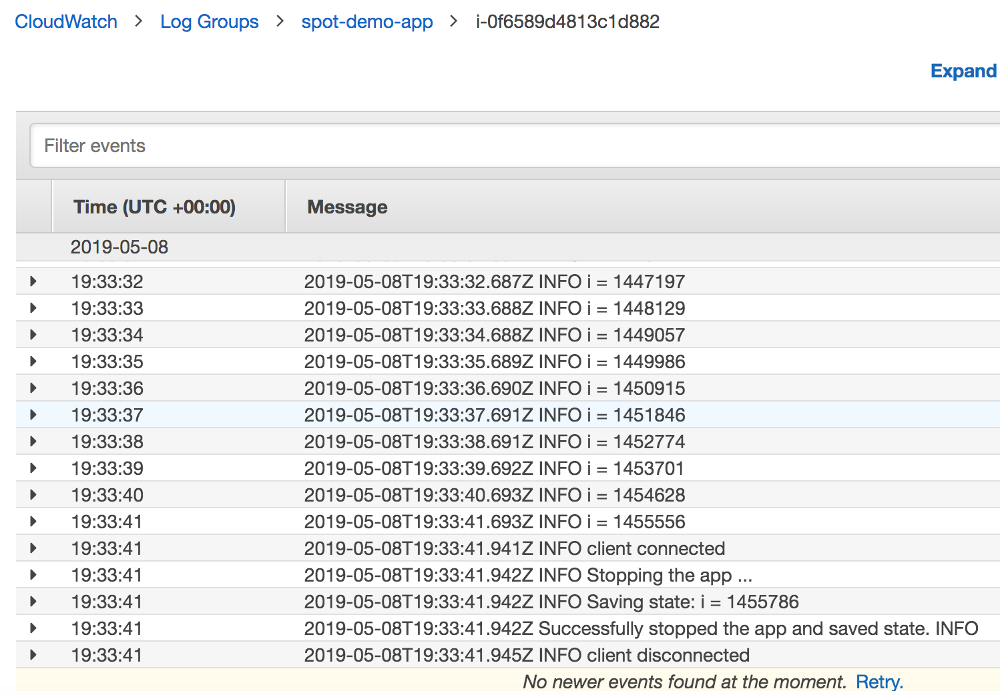 CloudWatch > Log Groups > spot-demo-app > i-0f6589d4813c1d882
Expand
Filter events
Time (UTC +00:00) Message
2019-05-08
19:33:32 2019-05-08T19:33:32.687Z INFO i = 1447197
19:33:33 2019-05-08T19:33:33.688Z INFO i = 1448129
19:33:34 2019-05-08T19:33:34.688Z INFO i = 1449057
19:33:35 2019-05-08T19:33:35.689Z INFO i = 1449986
19:33:36 2019-05-08T19:33:36.690Z INFO i = 1450915
19:33:37 2019-05-08T19:33:37.691Z INFO i = 1451846
19:33:38 2019-05-08T19:33:38.691Z INFO i = 1452774
19:33:39 2019-05-08T19:33:39.692Z INFO i = 1453701
19:33:40 2019-05-08T19:33:40.693Z INFO i = 1454628
19:33:41 2019-05-08T19:33:41.693Z INFO i = 1455556
19:33:41 2019-05-08T19:33:41.941Z INFO client connected
19:33:41 2019-05-08T19:33:41.942Z INFO Stopping the app ...
19:33:41 2019-05-08T19:33:41.942Z INFO Saving state: i = 1455786
19:33:41 2019-05-08T19:33:41.942Z Successfully stopped the app and saved state. INFO
19:33:41 2019-05-08T19:33:41.945Z INFO client disconnected
No newer events found at the moment. Retry.